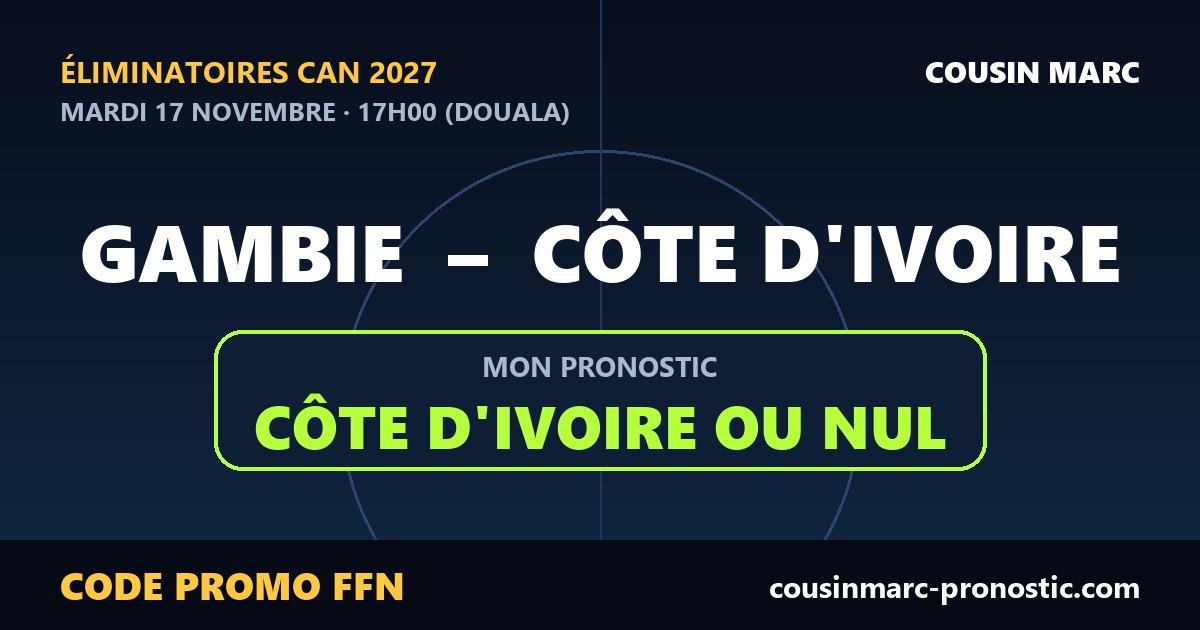 ÉLIMINATOIRES CAN 2027
COUSIN MARC
MARDI 17 NOVEMBRE · 17H00 (DOUALA)
GAMBIE – CÔTE D'IVOIRE
MON PRONOSTIC
CÔTE D'IVOIRE OU NUL
CODE PROMO FFN
cousinmarc-pronostic.com